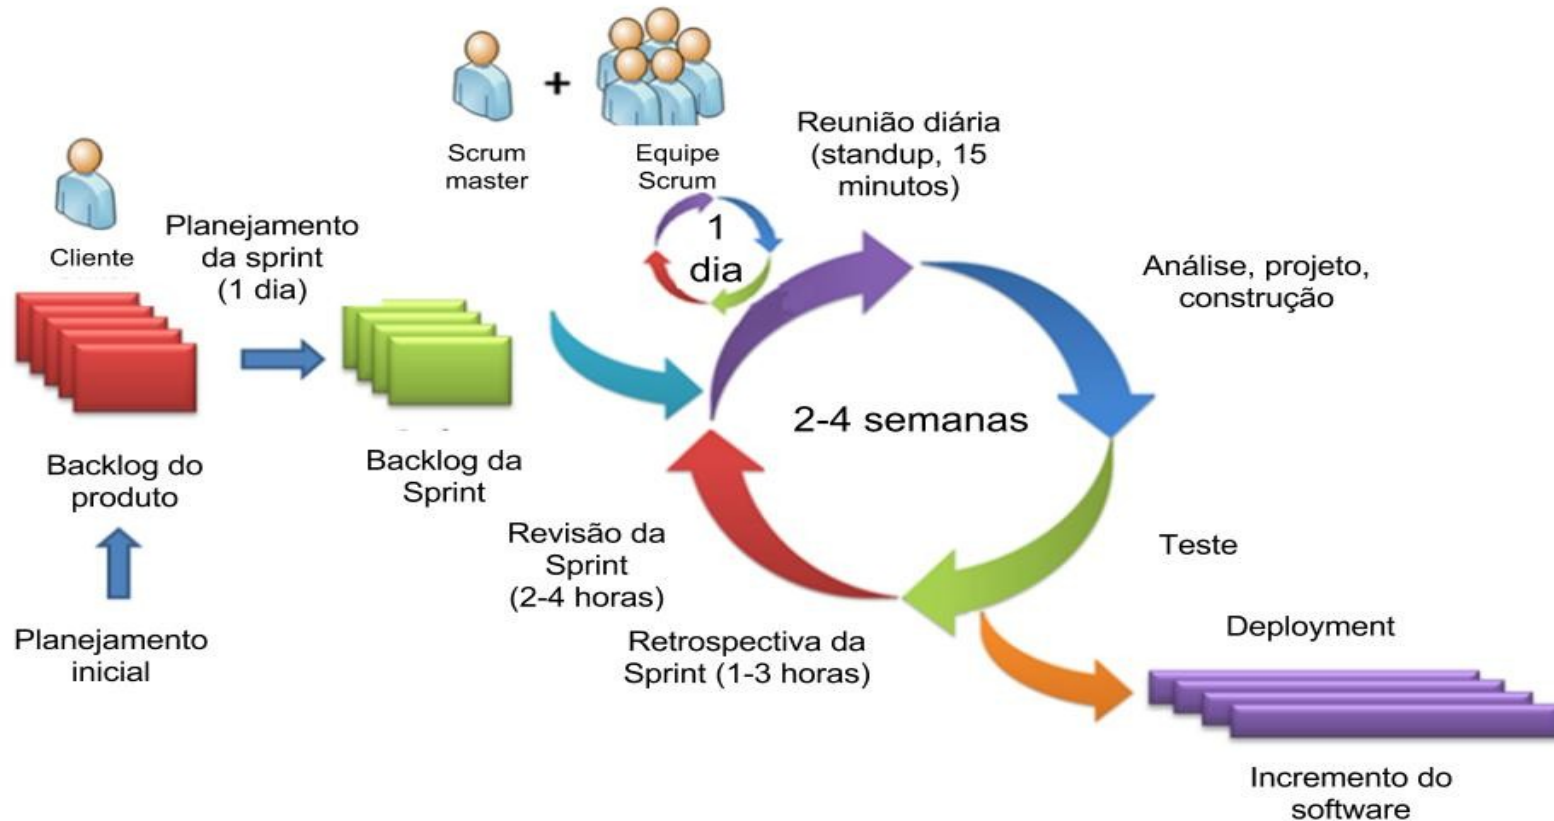 Scrum
master
+
Equipe
Scrum
Reunião diária
(standup, 15
minutos)
Cliente
Planejamento
da sprint
(1 dia)
1
dia
Análise, projeto,
construção
2-4 semanas
Backlog do
produto
Backlog da
Sprint
Planejamento
inicial
Revisão da
Sprint
(2-4 horas)
Retrospectiva da
Sprint (1-3 horas)
Teste
Deployment
Incremento do
software